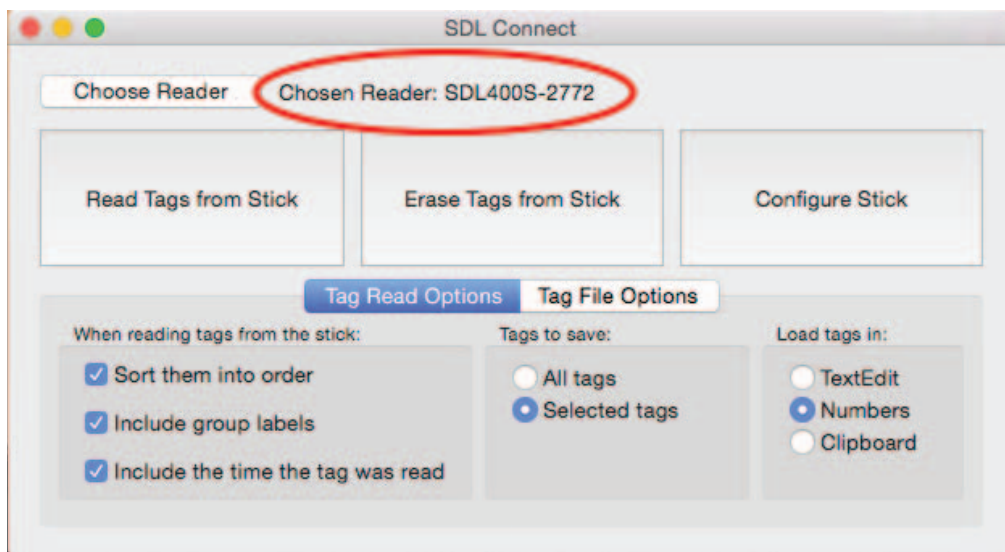 SDL Connect
Choose Reader Chosen Reader: SDL400S-2772
Read Tags from Stick Erase Tags from Stick Configure Stick
Tag Read Options Tag File Options
When reading tags from the stick: Tags to save: Load tags in:
Sort them into order All tags TextEdit
Include group labels Selected tags Numbers
Clipboard
Include the time the tag was read